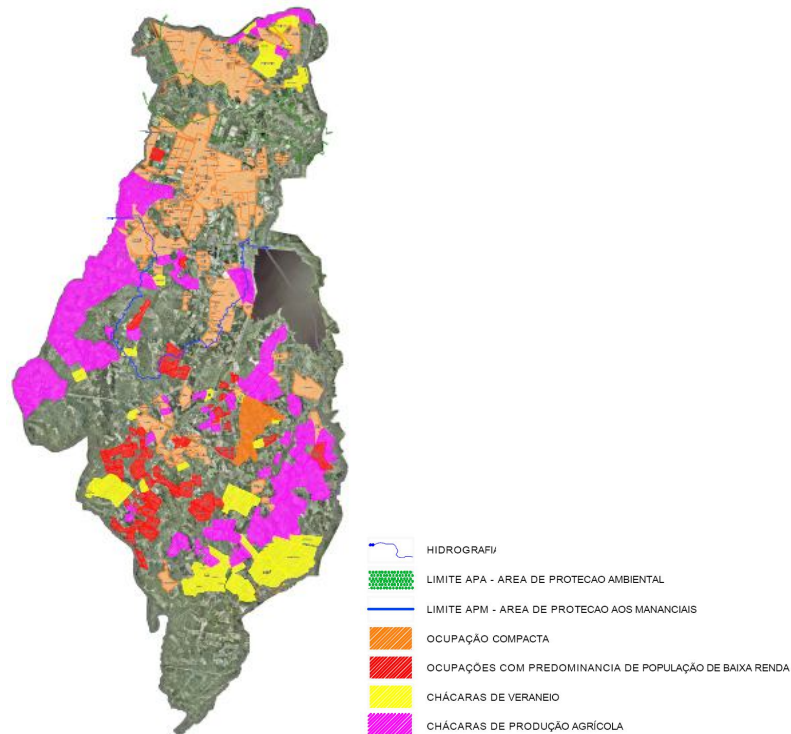 HIDROGRAFI
LIMITE APA - AREA DE PROTECAO AMBIENTAL
LIMITE APM - AREA DE PROTECAO AOS MANANCIAIS
OCUPAÇÃO COMPACTA
OCUPAÇÕES COM PREDOMINANCIA DE POPULAÇÃO DE BAIXA RENDA
CHÁCARAS DE VERANEIO
CHÁCARAS DE PRODUÇÃO AGRÍCOLA